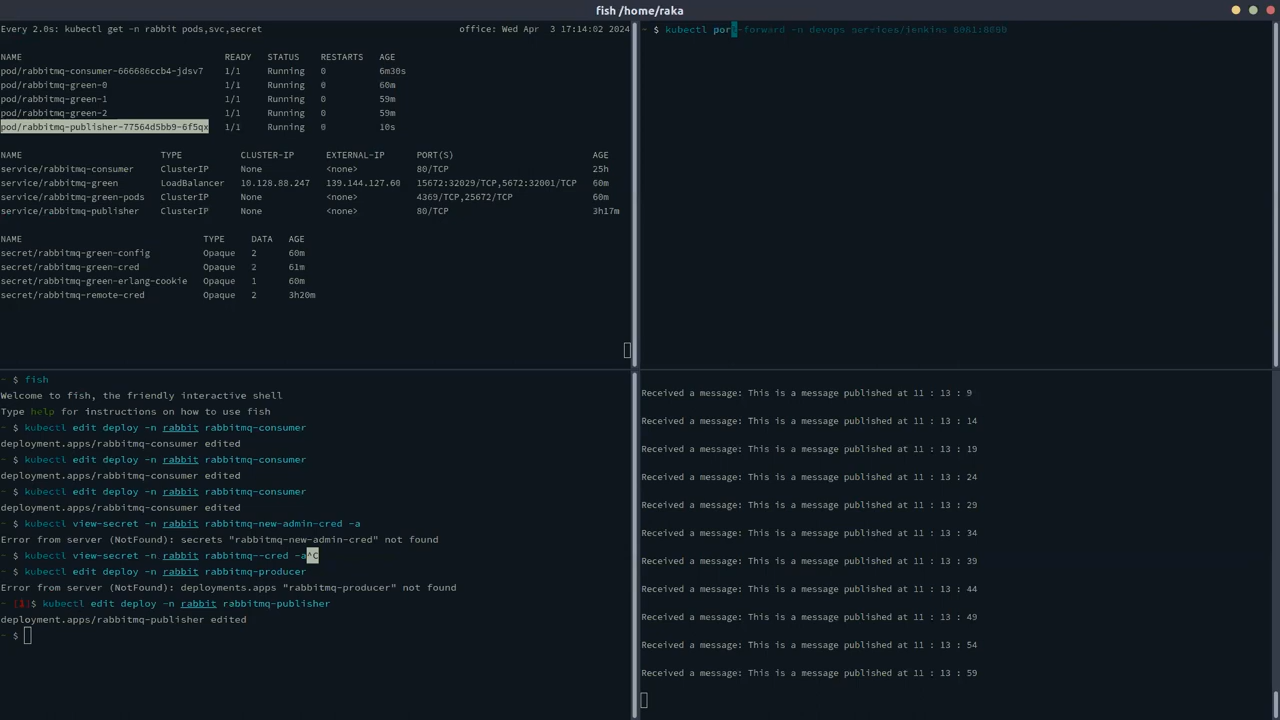 fish /home/raka
Every 2.0s: kubectl get -n rabbit pods,svc,secret office: Wed Apr 3 17:14:02 2024
NAME READY STATUS RESTARTS AGE
pod/rabbitmq-consumer-666686ccb4-jdsv7 1/1 Running 0 6m30s
pod/rabbitmq-green-0 1/1 Running 0 60m
pod/rabbitmq-green-1 1/1 Running 0 59m
pod/rabbitmq-green-2 1/1 Running 0 59m
pod/rabbitmq-publisher-77564d5bb9-6f5qx 1/1 Running 0 10s
NAME TYPE CLUSTER-IP EXTERNAL-IP PORT(S) AGE
service/rabbitmq-consumer ClusterIP None <none> 80/TCP 25h
service/rabbitmq-green LoadBalancer 10.128.88.247 139.144.127.60 15672:32029/TCP,5672:32001/TCP 60m
service/rabbitmq-green-pods ClusterIP None <none> 4369/TCP,25672/TCP 60m
service/rabbitmq-publisher ClusterIP None <none> 80/TCP 3h17m
NAME TYPE DATA AGE
secret/rabbitmq-green-config Opaque 2 60m
secret/rabbitmq-green-cred Opaque 2 61m
secret/rabbitmq-green-erlang-cookie Opaque 1 60m
secret/rabbitmq-remote-cred Opaque 2 3h20m
~ $ kubectl port-forward -n devops services/jenkins
~ $ fish
Welcome to fish, the friendly interactive shell
Type help for instructions on how to use fish
~ $ kubectl edit deploy -n rabbit rabbitmq-consumer
deployment.apps/rabbitmq-consumer edited
~ $ kubectl edit deploy -n rabbit rabbitmq-consumer
deployment.apps/rabbitmq-consumer edited
~ $ kubectl edit deploy -n rabbit rabbitmq-consumer
deployment.apps/rabbitmq-consumer edited
~ $ kubectl view-secret -n rabbit rabbitmq-new-admin-cred -a
Error from server (NotFound): secrets "rabbitmq-new-admin-cred" not found
~ $ kubectl view-secret -n rabbit rabbitmq--cred -a^C
~ $ kubectl edit deploy -n rabbit rabbitmq-producer
Error from server (NotFound): deployments.apps "rabbitmq-producer" not found
~ [1]$ kubectl edit deploy -n rabbit rabbitmq-publisher
deployment.apps/rabbitmq-publisher edited
~ $
Received a message: This is a message published at 11 : 13 : 9
Received a message: This is a message published at 11 : 13 : 14
Received a message: This is a message published at 11 : 13 : 19
Received a message: This is a message published at 11 : 13 : 24
Received a message: This is a message published at 11 : 13 : 29
Received a message: This is a message published at 11 : 13 : 34
Received a message: This is a message published at 11 : 13 : 39
Received a message: This is a message published at 11 : 13 : 44
Received a message: This is a message published at 11 : 13 : 49
Received a message: This is a message published at 11 : 13 : 54
Received a message: This is a message published at 11 : 13 : 59